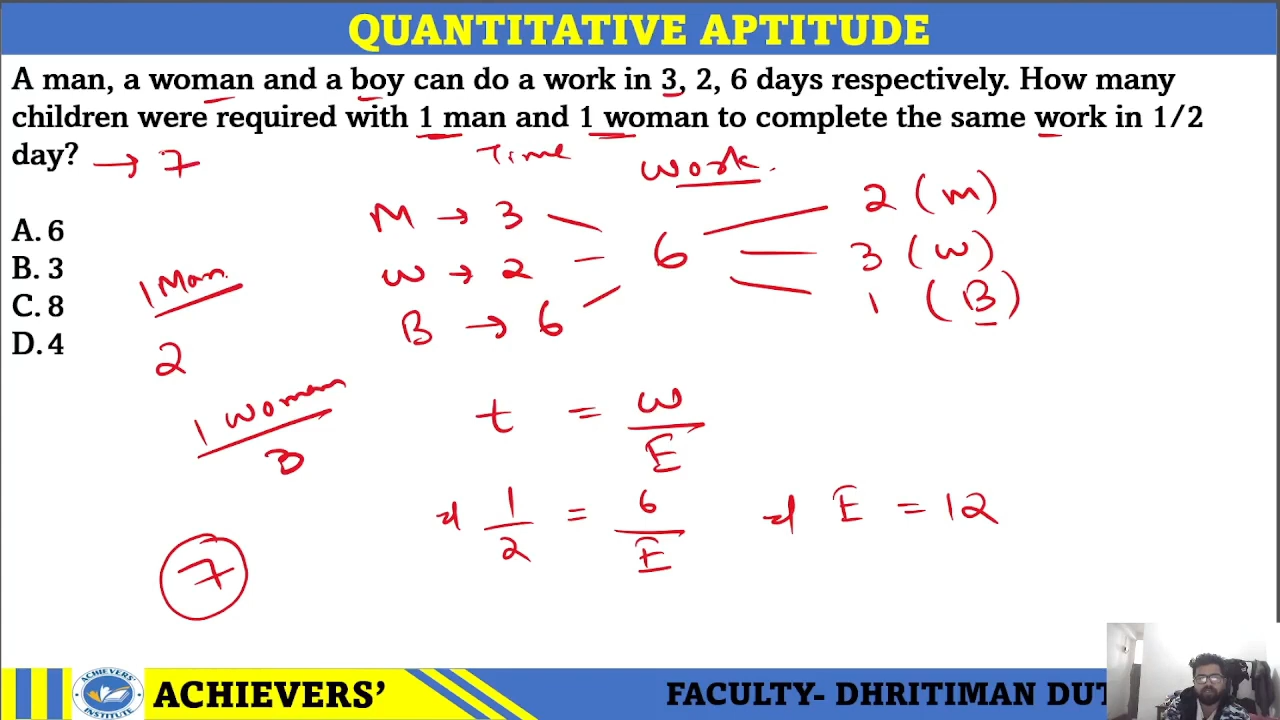 QUANTITATIVE APTITUDE
A man, a woman and a boy can do a work in 3, 2, 6 days respectively. How many
children were required with 1 man and 1 woman to complete the same work in 1/2
day? → 7
Time Work.
A. 6
B. 3
C. 8
D. 4
M → 3
W → 2
B → 6
6
2 (M)
3 (W)
1 (B)
1 Man.
2
1 Woman
3
t = W/E
⇒ 1/2 = 6/E ⇒ E = 12
7
ACHIEVERS' INSTITUTE
ACHIEVERS’
FACULTY- DHRITIMAN DUT